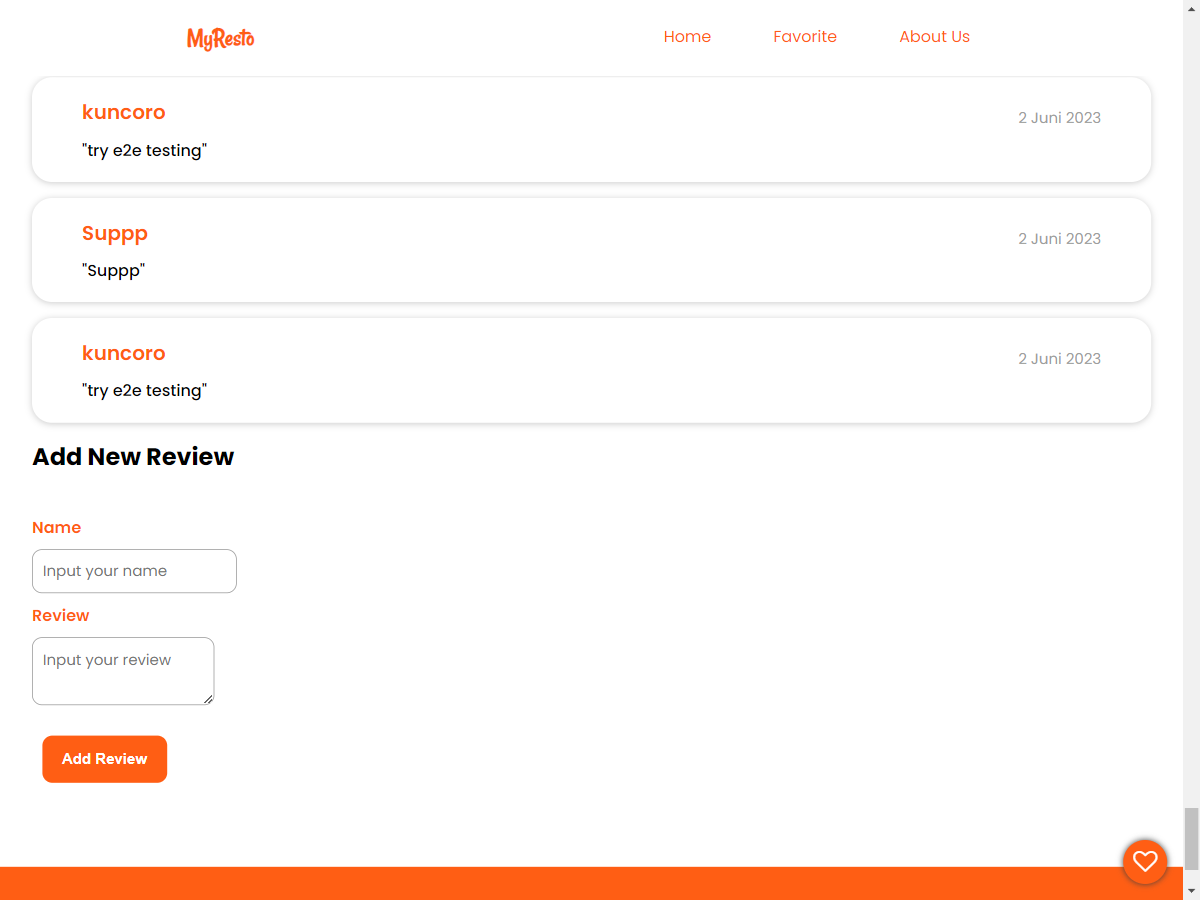 MyResto
Home
Favorite
About Us
kuncoro
2 Juni 2023
"try e2e testing"
Suppp
2 Juni 2023
"Suppp"
kuncoro
2 Juni 2023
"try e2e testing"
Add New Review
Name
Input your name
Review
Input your review
Add Review